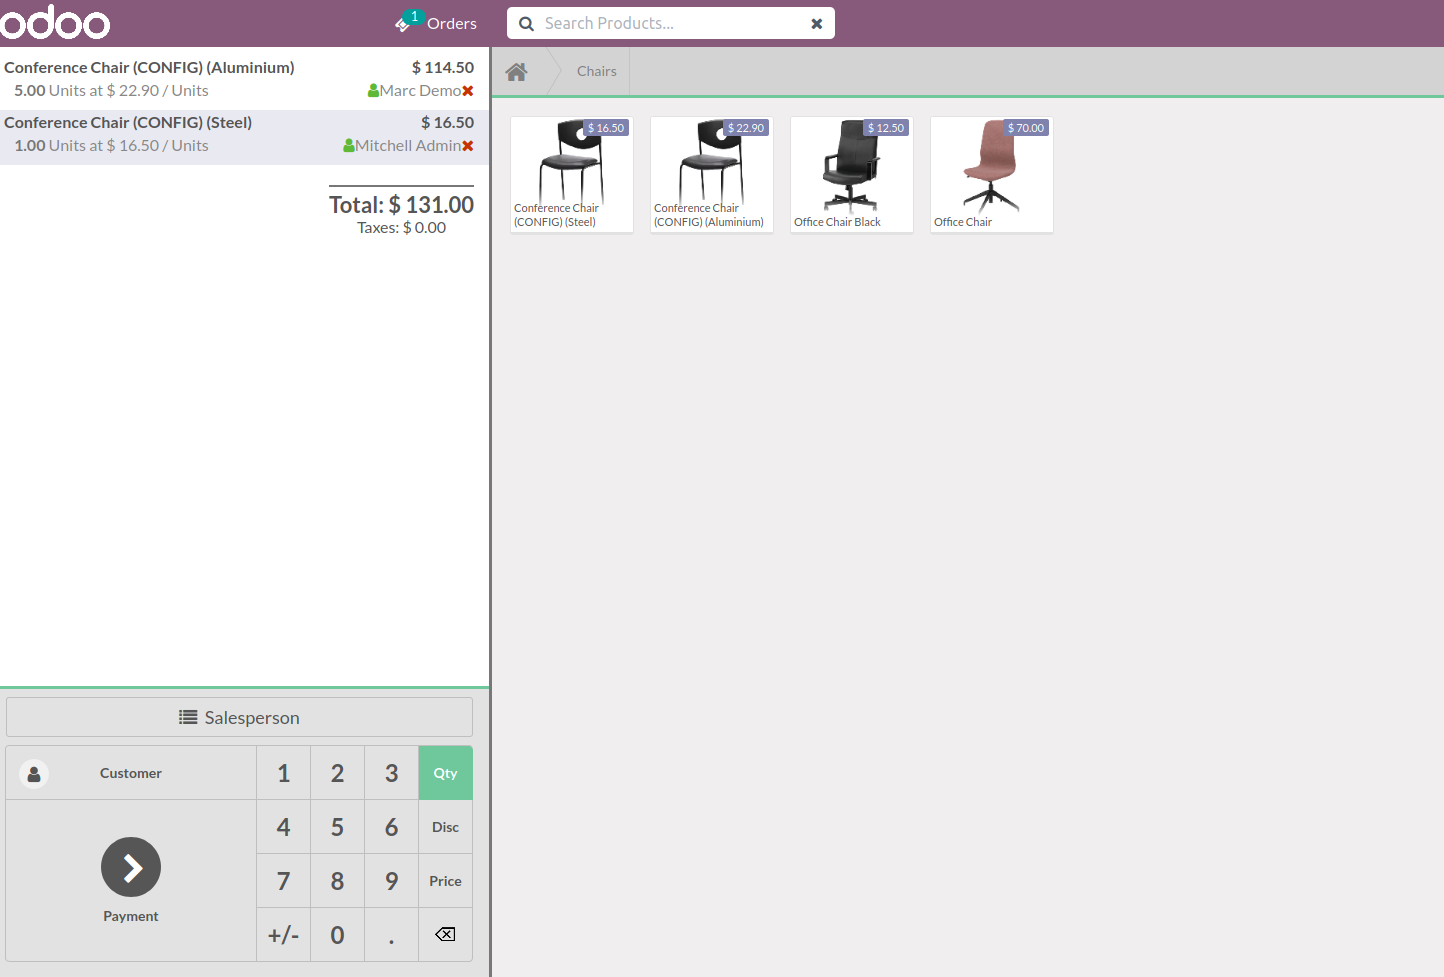 odoo
1
Orders
Search Products...
Conference Chair (CONFIG) (Aluminium) $ 114.50
5.00 Units at $ 22.90 / Units Marc Demo
Conference Chair (CONFIG) (Steel) $ 16.50
1.00 Units at $ 16.50 / Units Mitchell Admin
Total: $ 131.00
Taxes: $ 0.00
Chairs
$ 16.50
Conference Chair
(CONFIG) (Steel)
$ 22.90
Conference Chair
(CONFIG) (Aluminium)
$ 12.50
Office Chair Black
$ 70.00
Office Chair
Salesperson
Customer
1 2 3 Qty
4 5 6 Disc
7 8 9 Price
+/- 0 .
Payment